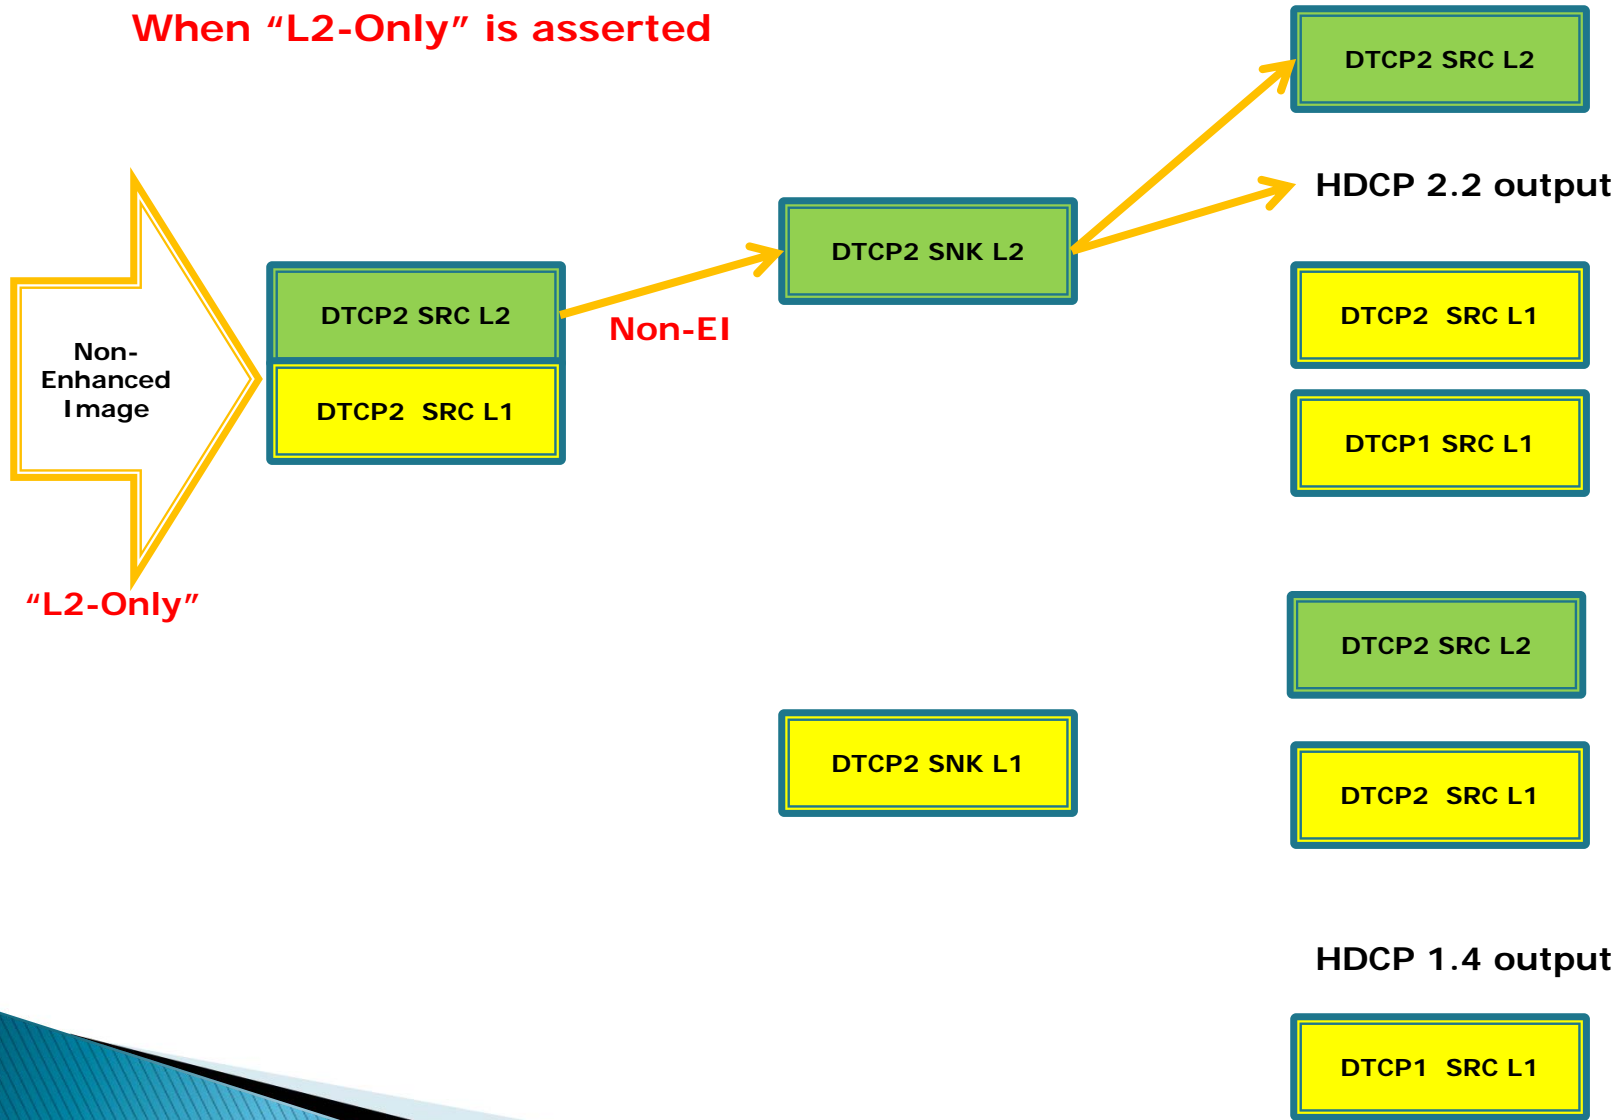 When “L2-Only” is asserted
DTCP2 SRC L2
HDCP 2.2 output
DTCP2 SNK L2
DTCP2 SRC L2
DTCP2 SRC L1
Non-EI
Non-
Enhanced
Image
DTCP2 SRC L1
DTCP1 SRC L1
“L2-Only”
DTCP2 SRC L2
DTCP2 SNK L1
DTCP2 SRC L1
HDCP 1.4 output
DTCP1 SRC L1